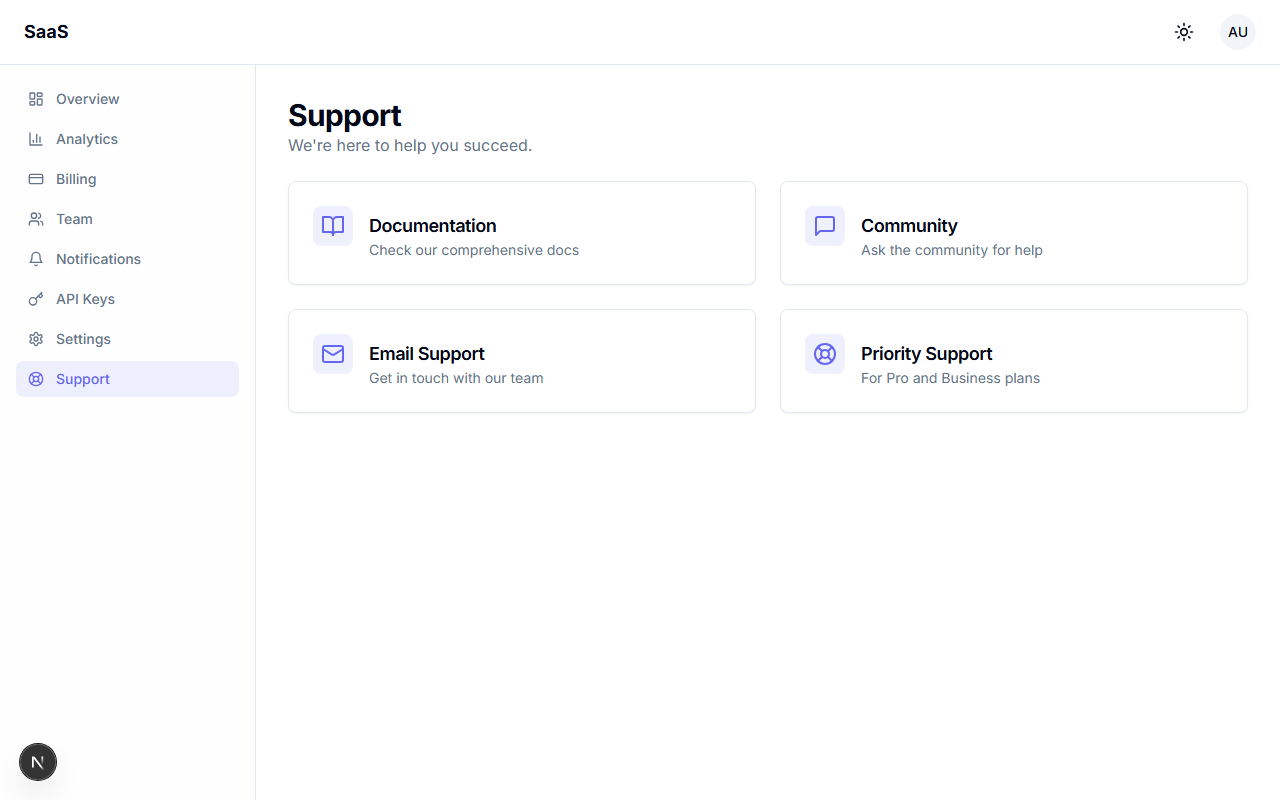 SaaS
AU
Overview
Analytics
Billing
Team
Notifications
API Keys
Settings
Support
Support
We're here to help you succeed.
Documentation
Check our comprehensive docs
Community
Ask the community for help
Email Support
Get in touch with our team
Priority Support
For Pro and Business plans
N